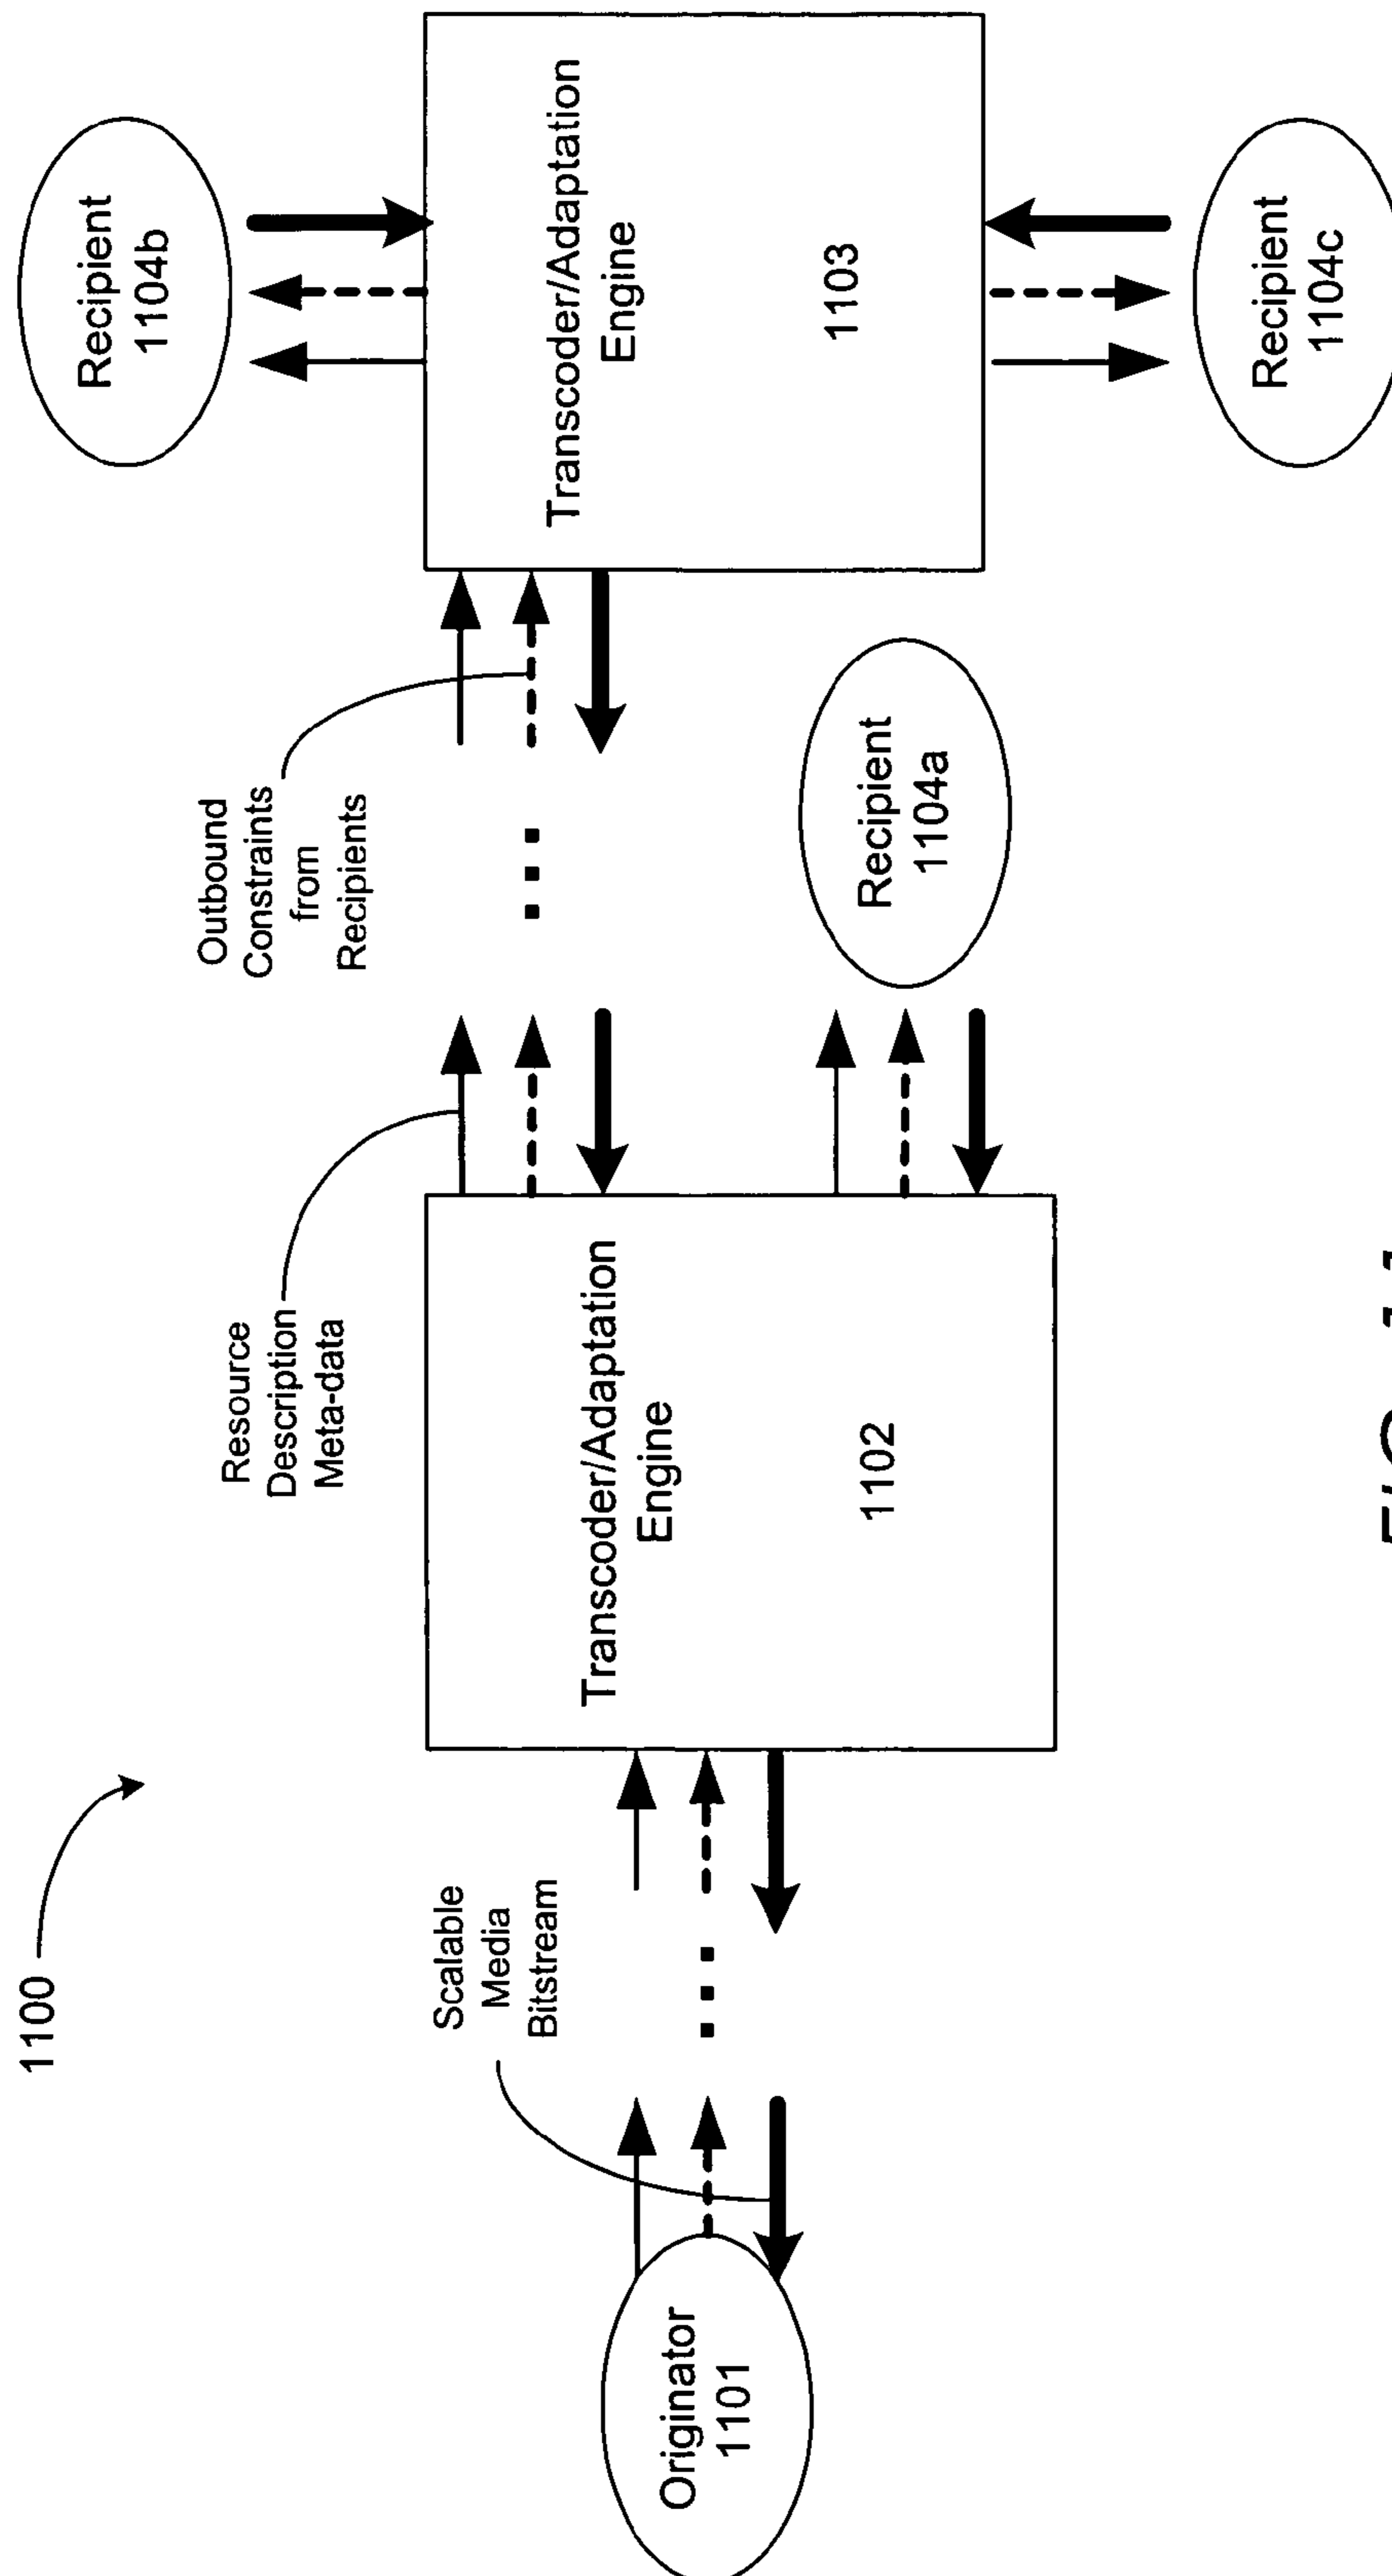 1100
Resource
Description
Meta-data
Outbound
Constraints
from
Recipients
Scalable
Media
Bitstream
Originator
1101
Transcoder/Adaptation
Engine
1102
Recipient
1104a
Transcoder/Adaptation
Engine
1103
Recipient
1104b
Recipient
1104c